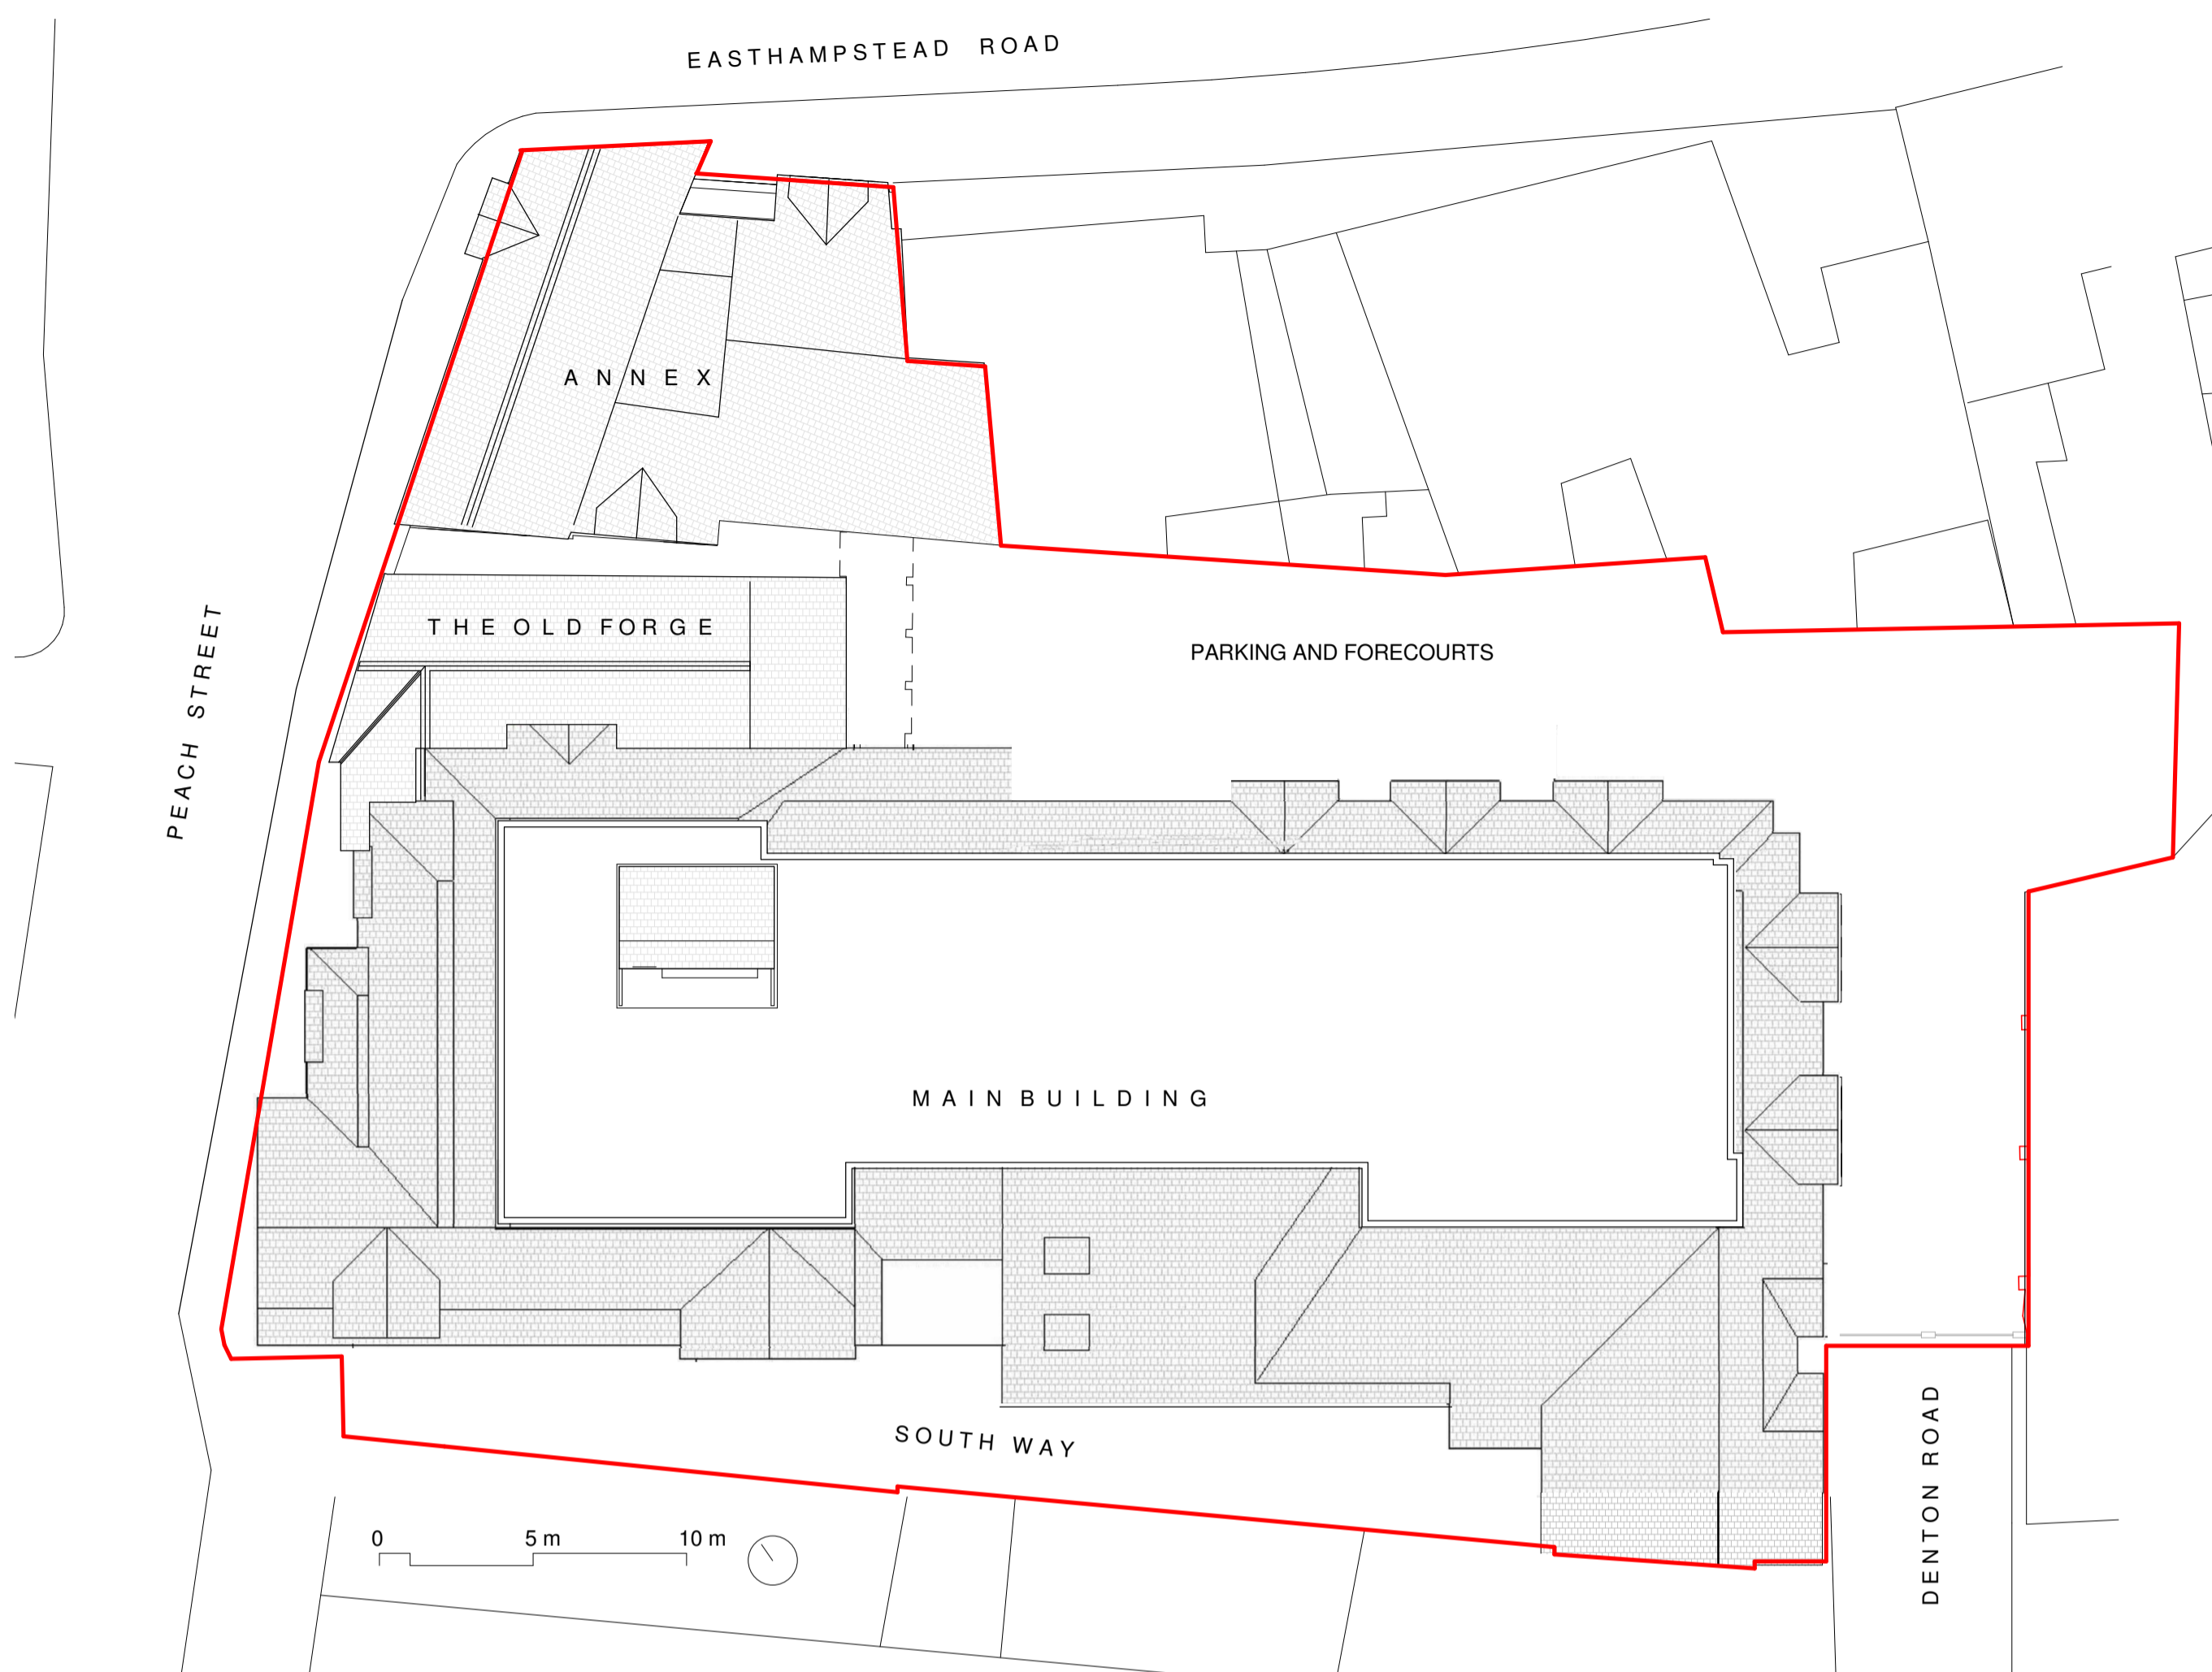 EASTHAMPSTEAD ROAD
ANNEX
THE OLD FORGE
PARKING AND FORECOURTS
PEACH STREET
MAIN BUILDING
SOUTH WAY
DENTON ROAD
0 5 m 10 m